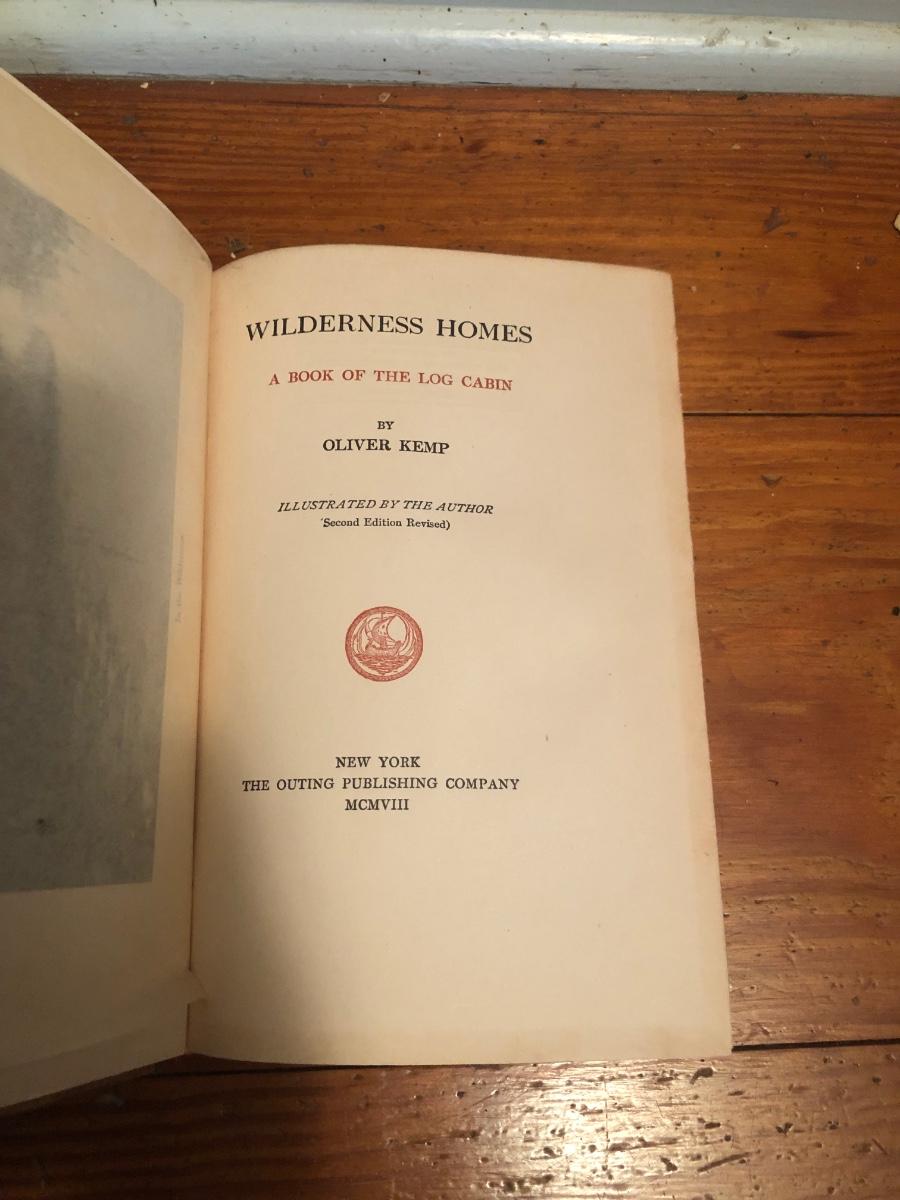 WILDERNESS HOMES
A BOOK OF THE LOG CABIN
BY
OLIVER KEMP
ILLUSTRATED BY THE AUTHOR
(Second Edition Revised)
NEW YORK
THE OUTING PUBLISHING COMPANY
MCMVIII